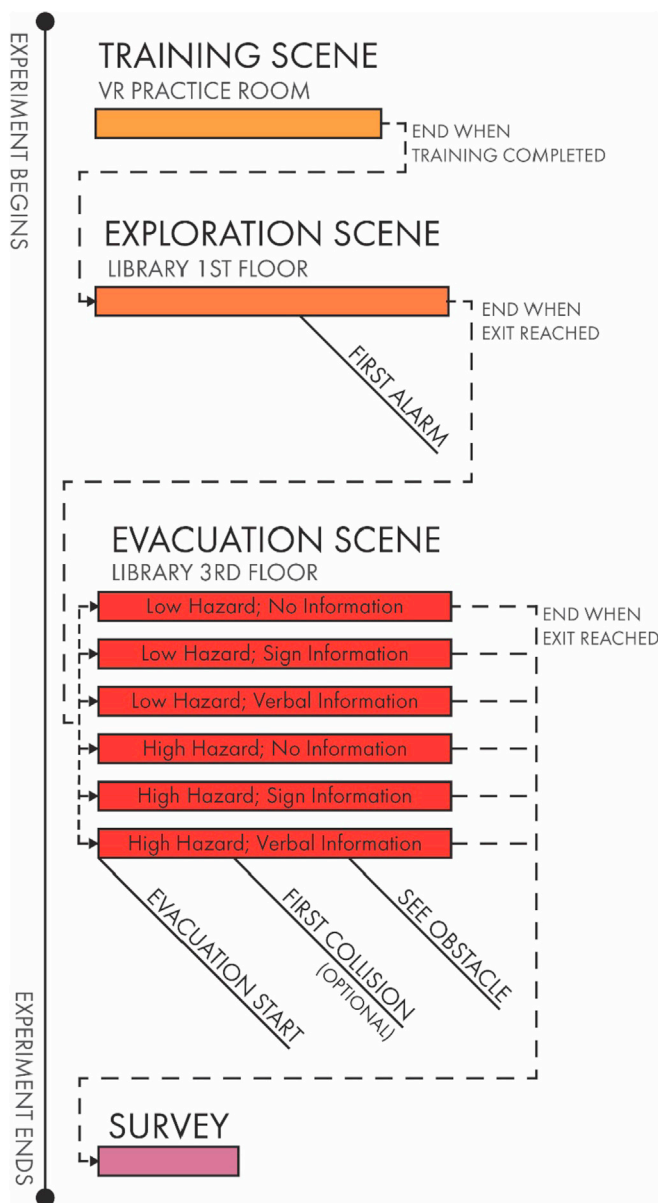 EXPERIMENT BEGINS
TRAINING SCENE
VR PRACTICE ROOM
END WHEN
TRAINING COMPLETED
EXPLORATION SCENE
LIBRARY 1ST FLOOR
END WHEN
EXIT REACHED
FIRST ALARM
EVACUATION SCENE
LIBRARY 3RD FLOOR
Low Hazard; No Information
END WHEN
EXIT REACHED
Low Hazard; Sign Information
Low Hazard; Verbal Information
High Hazard; No Information
High Hazard; Sign Information
High Hazard; Verbal Information
EVACUATION START
FIRST COLLISION
(OPTIONAL)
SEE OBSTACLE
EXPERIMENT ENDS
SURVEY